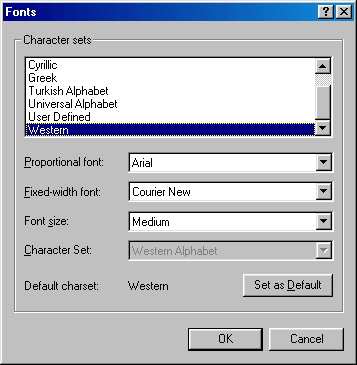 Fonts
Character sets
Cyrillic
Greek
Turkish Alphabet
Universal Alphabet
User Defined
Western
Proportional font: Arial
Fixed-width font: Courier New
Font size: Medium
Character Set: Western Alphabet
Default charset: Western Set as Default
OK Cancel